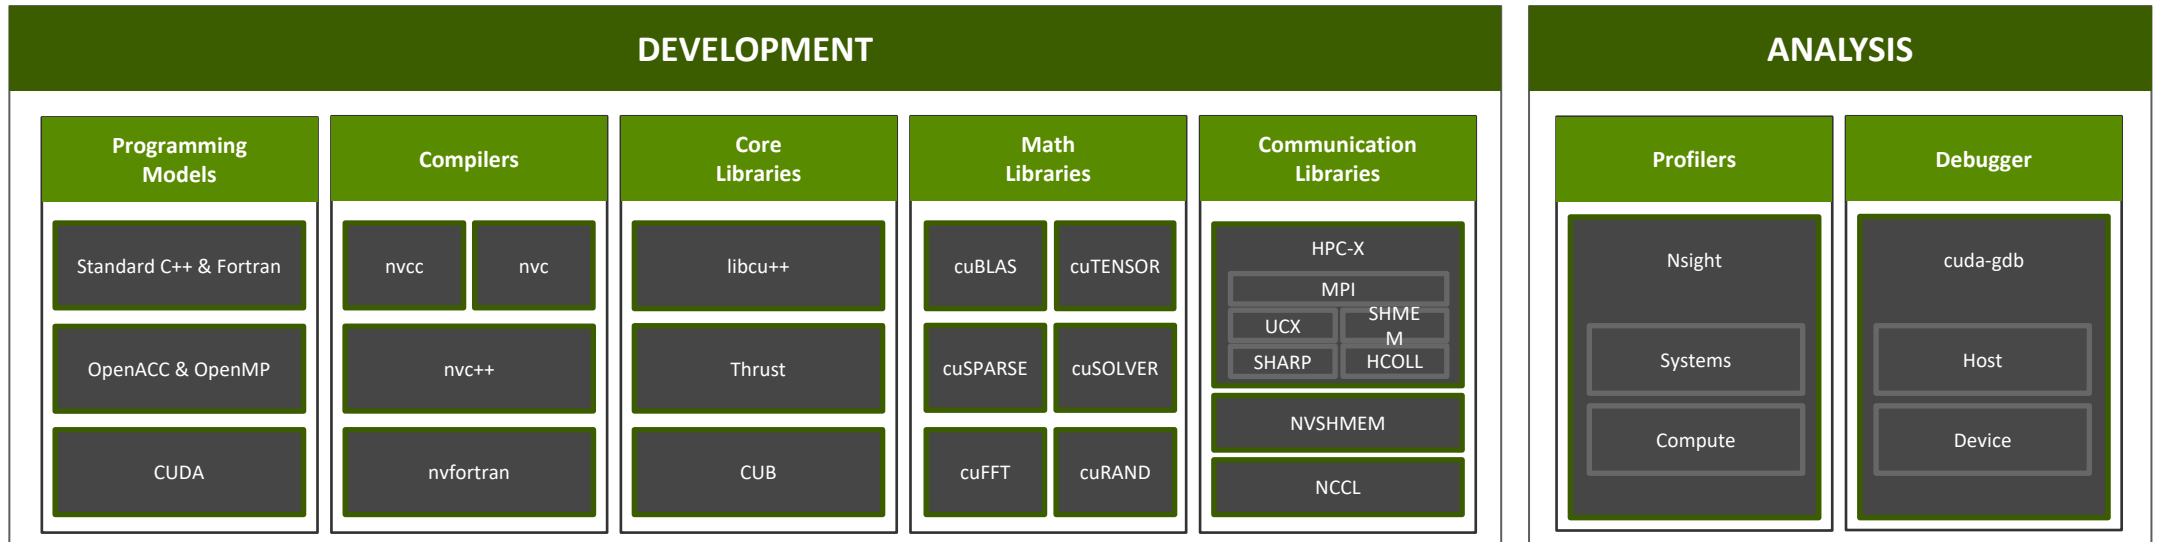 DEVELOPMENT
Programming
Models
Standard C++ & Fortran
OpenACC & OpenMP
CUDA
Compilers
nvcc
nvc
nvc++
nvfortran
Core
Libraries
libcu++
Thrust
CUB
Math
Libraries
cuBLAS
cuTENSOR
cuSPARSE
cuSOLVER
cuFFT
cuRAND
Communication
Libraries
HPC-X
MPI
UCX
SHME
M
SHARP
HCOLL
NVSHMEM
NCCL
ANALYSIS
Profilers
Nsight
Systems
Compute
Debugger
cuda-gdb
Host
Device